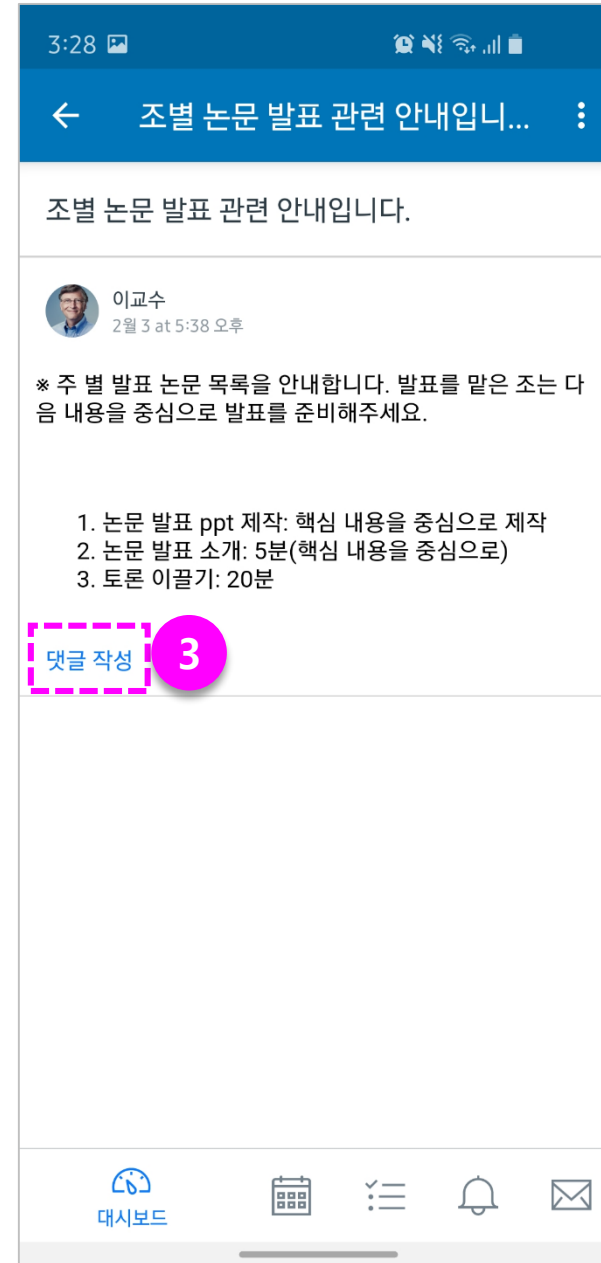 3:28
조별 논문 발표 관련 안내입니...
조별 논문 발표 관련 안내입니다.
이교수
2월 3 at 5:38 오후
※ 주 별 발표 논문 목록을 안내합니다. 발표를 맡은 조는 다
음 내용을 중심으로 발표를 준비해주세요.
1. 논문 발표 ppt 제작: 핵심 내용을 중심으로 제작
2. 논문 발표 소개: 5분(핵심 내용을 중심으로)
3. 토론 이끌기: 20분
댓글 작성 3
대시보드